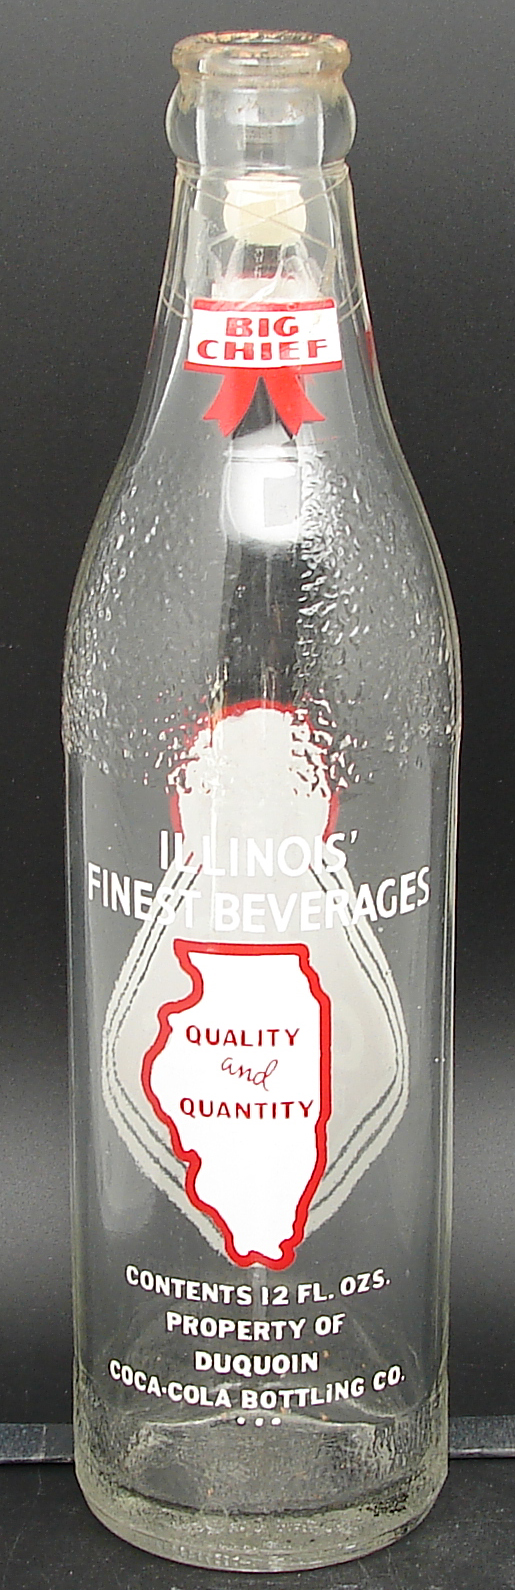 BIG
CHIEF
ILLINOIS'
FINEST BEVERAGES
QUALITY
and
QUANTITY
CONTENTS 12 FL. OZS.
PROPERTY OF
DUQUOIN
COCA-COLA BOTTLING CO.